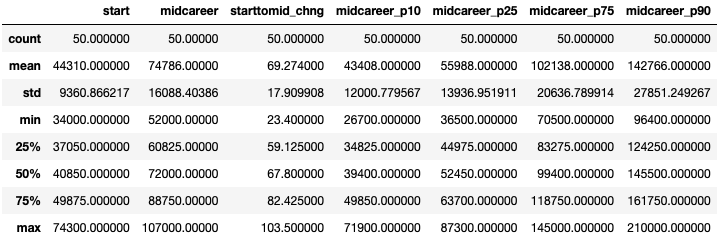 start midcareer starttomid_chng midcareer_p10 midcareer_p25 midcareer_p75 midcareer_p90
count 50.000000 50.00000 50.000000 50.000000 50.000000 50.000000 50.000000
mean 44310.000000 74786.00000 69.274000 43408.000000 55988.000000 102138.000000 142766.000000
std 9360.866217 16088.40386 17.909908 12000.779567 13936.951911 20636.789914 27851.249267
min 34000.000000 52000.00000 23.400000 26700.000000 36500.000000 70500.000000 96400.000000
25% 37050.000000 60825.00000 59.125000 34825.000000 44975.000000 83275.000000 124250.000000
50% 40850.000000 72000.00000 67.800000 39400.000000 52450.000000 99400.000000 145500.000000
75% 49875.000000 88750.00000 82.425000 49850.000000 63700.000000 118750.000000 161750.000000
max 74300.000000 107000.00000 103.500000 71900.000000 87300.000000 145000.000000 210000.000000